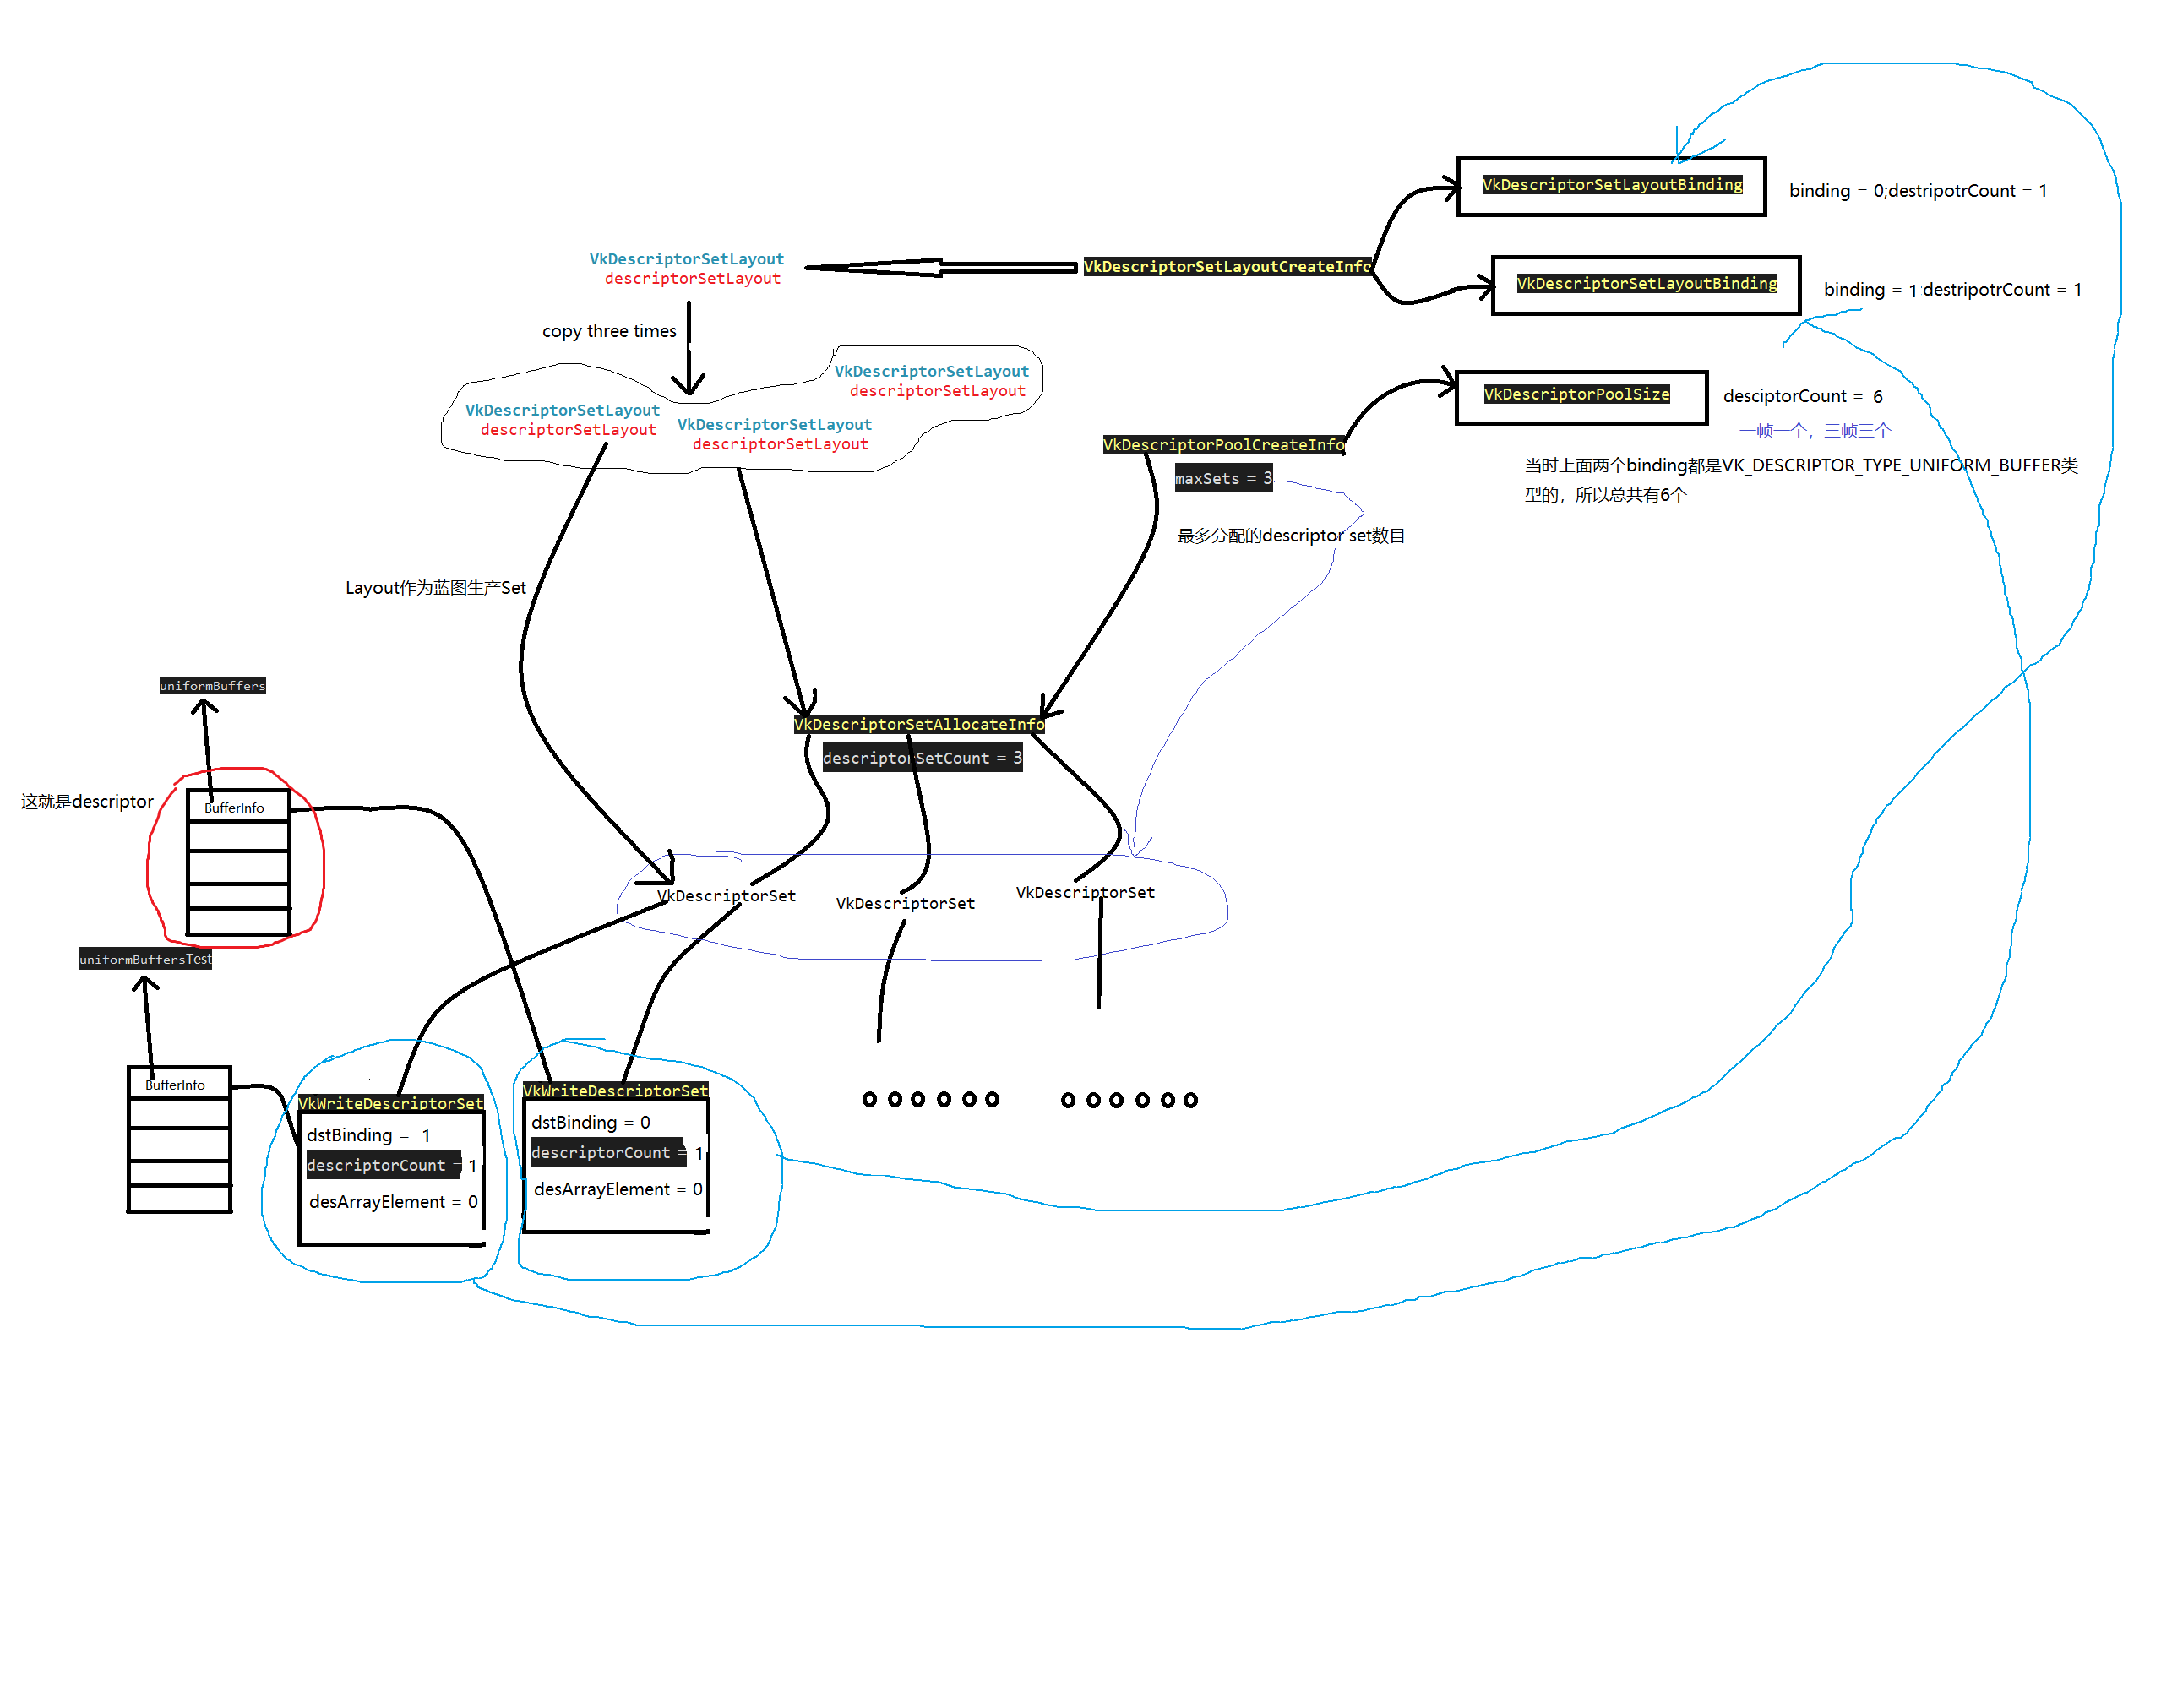 VkDescriptorSetLayoutBinding
binding = 0;destripotrCount = 1
VkDescriptorSetLayout
descriptorSetLayout
VkDescriptorSetLayoutCreateInfo
VkDescriptorSetLayoutBinding
binding = 1 destripotrCount = 1
copy three times
VkDescriptorSetLayout
descriptorSetLayout
VkDescriptorSetLayout
descriptorSetLayout
VkDescriptorSetLayout
descriptorSetLayout
VkDescriptorPoolSize
desciptorCount = 6
一帧一个，三帧三个
VkDescriptorPoolCreateInfo
maxSets = 3
当时上面两个binding都是VK_DESCRIPTOR_TYPE_UNIFORM_BUFFER类
型的，所以总共有6个
最多分配的descriptor set数目
Layout作为蓝图生产Set
uniformBuffers
VkDescriptorSetAllocateInfo
descriptorSetCount = 3
这就是descriptor
BufferInfo
VkDescriptorSet
VkDescriptorSet
VkDescriptorSet
uniformBuffersTest
BufferInfo
VkWriteDescriptorSet
dstBinding = 1
descriptorCount = 1
desArrayElement = 0
VkWriteDescriptorSet
dstBinding = 0
descriptorCount = 1
desArrayElement = 0